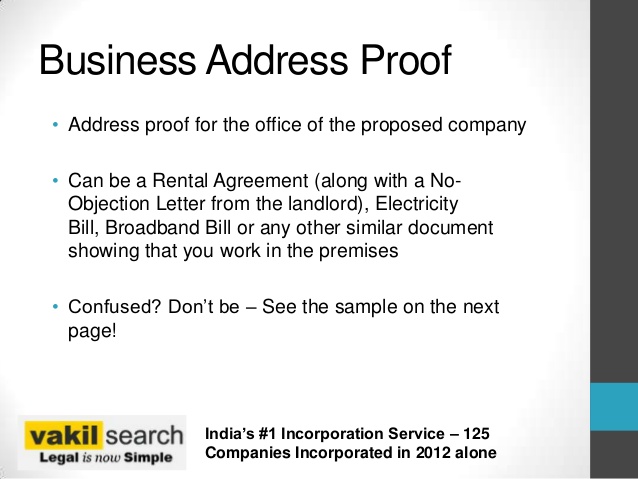 Business Address Proof
• Address proof for the office of the proposed company
• Can be a Rental Agreement (along with a No-
Objection Letter from the landlord), Electricity
Bill, Broadband Bill or any other similar document
showing that you work in the premises
• Confused? Don’t be – See the sample on the next
page!
vakil search
Legal is now Simple
India’s #1 Incorporation Service – 125
Companies Incorporated in 2012 alone